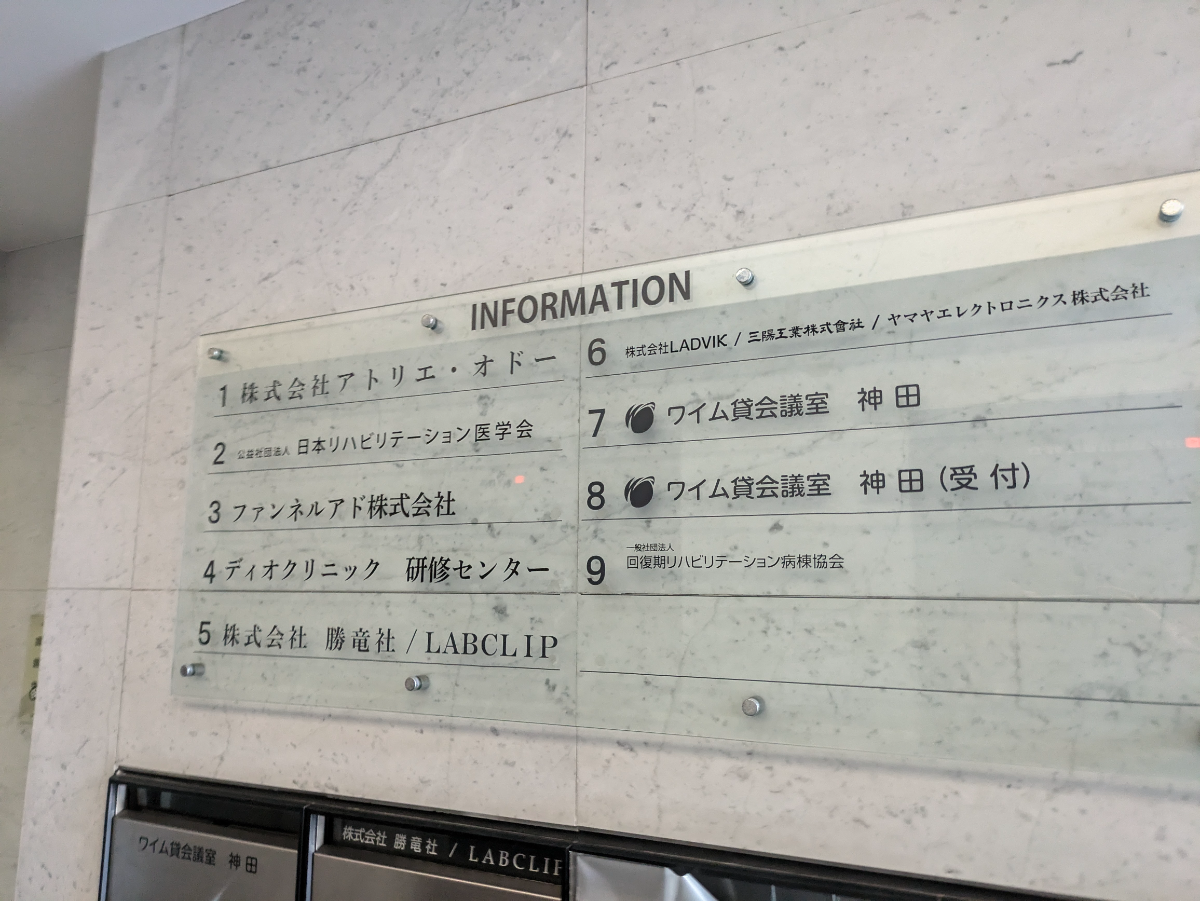 INFORMATION
1 株式会社アトリエ・オドー
2 公益社団法人 日本リハビリテーション医学会
3 ファンネルアド株式会社
4 ディオクリニック 研修センター
5 株式会社 勝竜社 / LABCLIP
6 株式会社LADVIK / 三陽工業株式會社 / ヤマヤエレクトロニクス株式会社
7 ワイム貸会議室 神田
8 ワイム貸会議室 神田 (受付)
9 一般社団法人
回復期リハビリテーション病棟協会
ワイム貸会議室 神田
株式会社 勝竜社 / LABCLIP